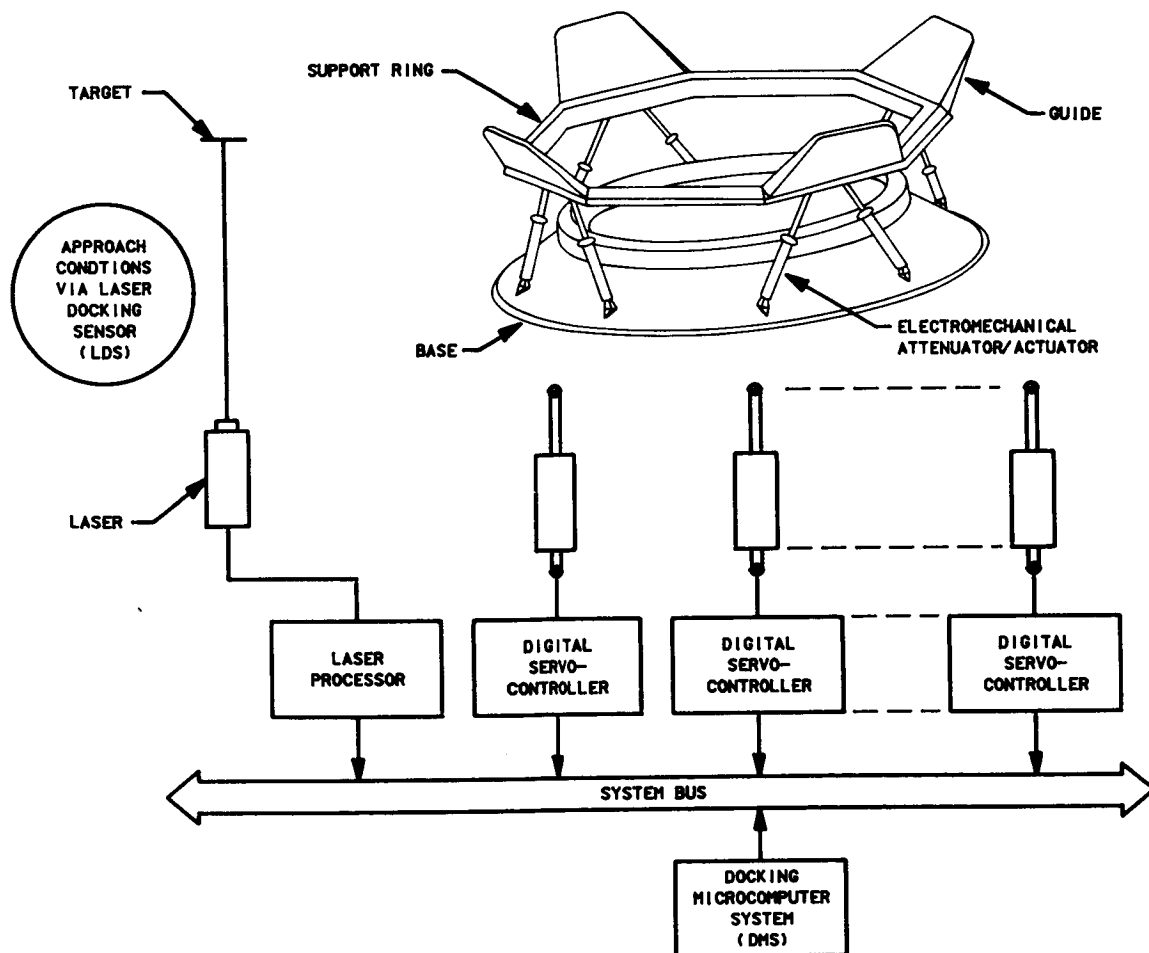 SUPPORT RING
TARGET
GUIDE
APPROACH
CONDTIONS
VIA LASER
DOCKING
SENSOR
(LDS)
ELECTROMECHANICAL
ATTENUATOR/ACTUATOR
BASE
LASER
LASER
PROCESSOR
DIGITAL
SERVO-
CONTROLLER
DIGITAL
SERVO-
CONTROLLER
DIGITAL
SERVO-
CONTROLLER
SYSTEM BUS
DOCKING
MICROCOMPUTER
SYSTEM
(DMS)